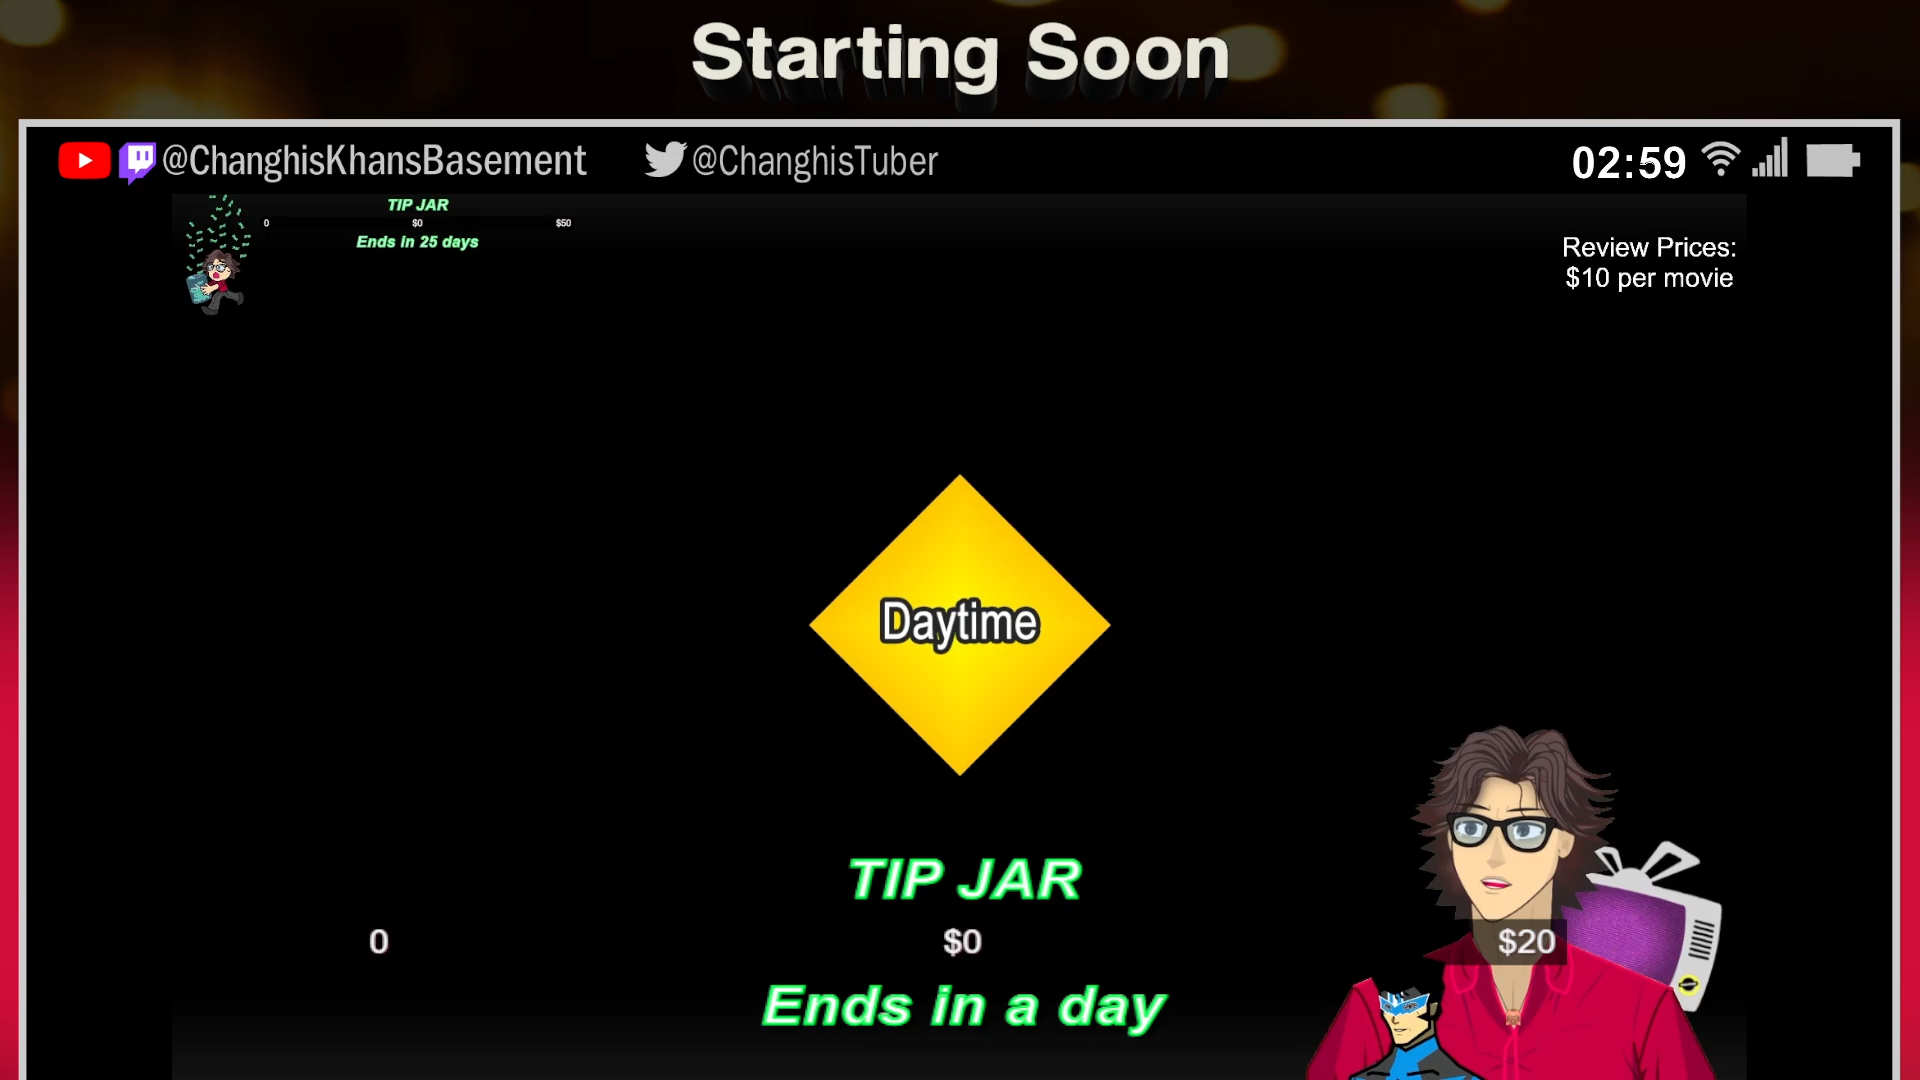 Starting Soon
@ChanghisKhansBasement @ChanghisTuber 02:59
TIP JAR
0 $0 $50
Ends in 25 days
Review Prices:
$10 per movie
Daytime
TIP JAR
0 $0 $20
Ends in a day